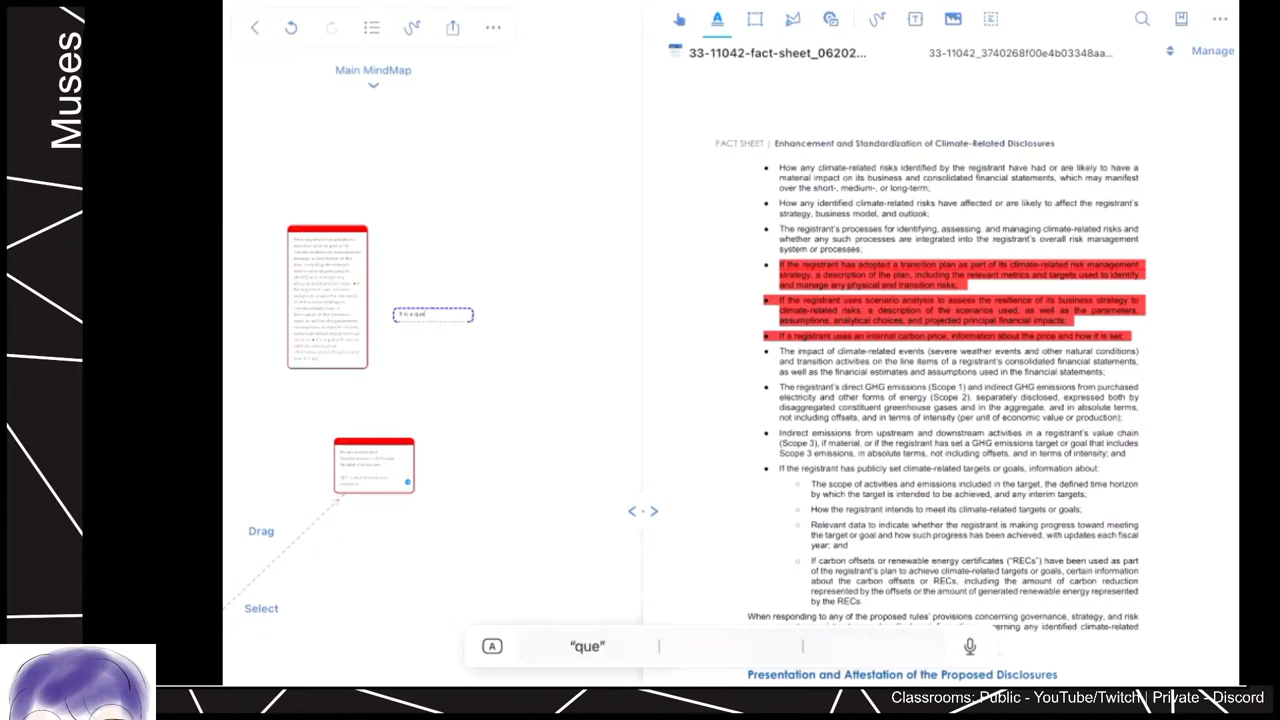 Muses
Main MindMap
It is a que
Drag
Select
33-11042-fact-sheet_06202...
33-11042_3740268f00e4b03348aa...
Manage
FACT SHEET | Enhancement and Standardization of Climate-Related Disclosures
• How any climate-related risks identified by the registrant have had or are likely to have a
material impact on its business and consolidated financial statements, which may manifest
over the short-, medium-, or long-term;
• How any identified climate-related risks have affected or are likely to affect the registrant's
strategy, business model, and outlook;
• The registrant's processes for identifying, assessing, and managing climate-related risks and
whether any such processes are integrated into the registrant's overall risk management
system or processes;
• If the registrant has adopted a transition plan as part of its climate-related risk management
strategy, a description of the plan, including the relevant metrics and targets used to identify
and manage any physical and transition risks;
• If the registrant uses scenario analysis to assess the resilience of its business strategy to
climate-related risks, a description of the scenarios used, as well as the parameters,
assumptions, analytical choices, and projected principal financial impacts;
• If a registrant uses an internal carbon price, information about the price and how it is set;
• The impact of climate-related events (severe weather events and other natural conditions)
and transition activities on the line items of a registrant's consolidated financial statements,
as well as the financial estimates and assumptions used in the financial statements;
• The registrant's direct GHG emissions (Scope 1) and indirect GHG emissions from purchased
electricity and other forms of energy (Scope 2), separately disclosed, expressed both by
disaggregated constituent greenhouse gases and in the aggregate, and in absolute terms,
not including offsets, and in terms of intensity (per unit of economic value or production);
• Indirect emissions from upstream and downstream activities in a registrant's value chain
(Scope 3), if material, or if the registrant has set a GHG emissions target or goal that includes
Scope 3 emissions, in absolute terms, not including offsets, and in terms of intensity; and
• If the registrant has publicly set climate-related targets or goals, information about:
○ The scope of activities and emissions included in the target, the defined time horizon
by which the target is intended to be achieved, and any interim targets;
○ How the registrant intends to meet its climate-related targets or goals;
○ Relevant data to indicate whether the registrant is making progress toward meeting
the target or goal and how such progress has been achieved, with updates each fiscal
year; and
○ If carbon offsets or renewable energy certificates ("RECs") have been used as part
of the registrant's plan to achieve climate-related targets or goals, certain information
about the carbon offsets or RECs, including the amount of carbon reduction
represented by the offsets or the amount of generated renewable energy represented
by the RECs.
When responding to any of the proposed rules' provisions concerning governance, strategy, and risk
erning any identified climate-related
"que"
Presentation and Attestation of the Proposed Disclosures
Classrooms: Public - YouTube/Twitch | Private - Discord